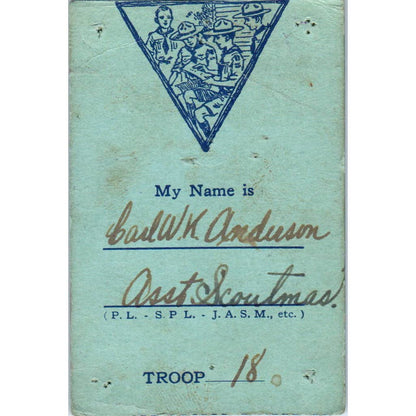 My Name is
Carl W. K. Anderson
Asst Scoutmas.
(P. L. - S. P. L. - J. A. S. M., etc.)
TROOP 18.